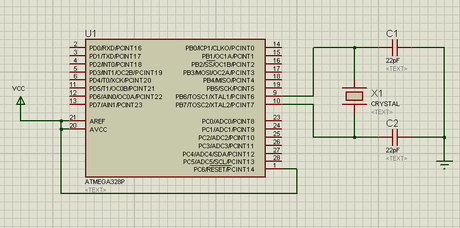 U1
2 PD0/RXD/PCINT16 PB0/ICP1/CLKO/PCINT0 14
3 PD1/TXD/PCINT17 PB1/OC1A/PCINT1 15
4 PD2/INT0/PCINT18 PB2/SS/OC1B/PCINT2 16
5 PD3/INT1/OC2B/PCINT19 PB3/MOSI/OC2A/PCINT3 17
6 PD4/T0/XCK/PCINT20 PB4/MISO/PCINT4 18
11 PD5/T1/OC0B/PCINT21 PB5/SCK/PCINT5 19
12 PD6/AIN0/OC0A/PCINT22 PB6/TOSC1/XTAL1/PCINT6 9
13 PD7/AIN1/PCINT23 PB7/TOSC2/XTAL2/PCINT7 10
21 AREF PC0/ADC0/PCINT8 23
20 AVCC PC1/ADC1/PCINT9 24
PC2/ADC2/PCINT10 25
PC3/ADC3/PCINT11 26
PC4/ADC4/SDA/PCINT12 27
PC5/ADC5/SCL/PCINT13 28
PC6/RESET/PCINT14 1
ATMEGA328P
<TEXT>
VCC
C1
22pF
<TEXT>
X1
CRYSTAL
<TEXT>
C2
22pF
<TEXT>